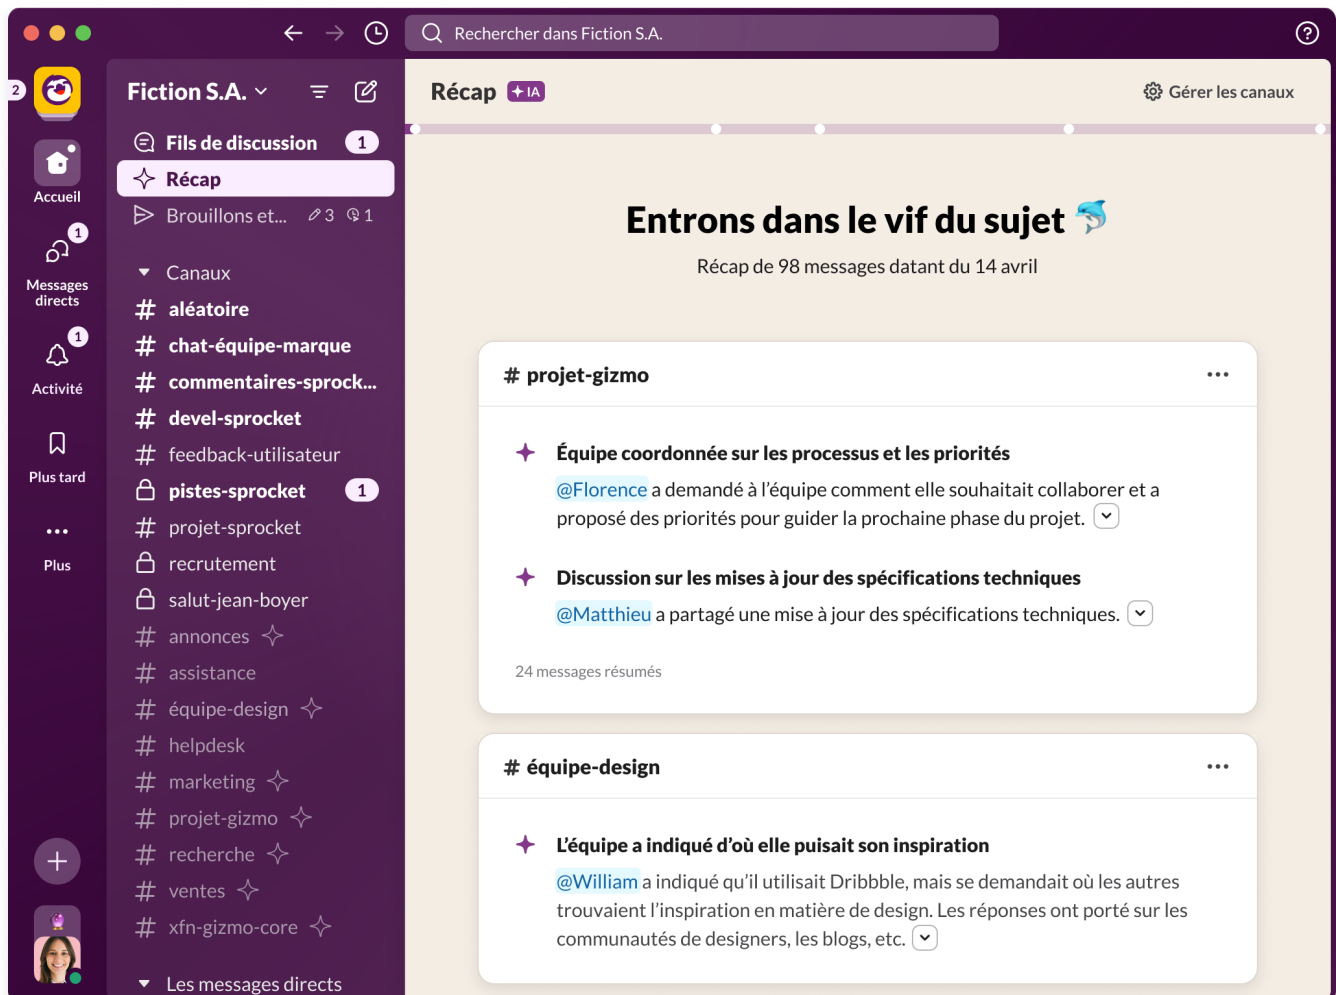 Rechercher dans Fiction S.A.
2
Accueil
1
Messages
directs
1
Activité
Plus tard
Plus
Fiction S.A.
Fils de discussion 1
Récap
Brouillons et... 3 1
Canaux
# aléatoire
# chat-équipe-marque
# commentaires-sprock...
# devel-sprocket
# feedback-utilisateur
pistes-sprocket 1
# projet-sprocket
recrutement
salut-jean-boyer
# annonces
# assistance
# équipe-design
# helpdesk
# marketing
# projet-gizmo
# recherche
# ventes
# xfn-gizmo-core
Les messages directs
Récap IA
Gérer les canaux
Entrons dans le vif du sujet
Récap de 98 messages datant du 14 avril
# projet-gizmo
Équipe coordonnée sur les processus et les priorités
@Florence a demandé à l’équipe comment elle souhaitait collaborer et a
proposé des priorités pour guider la prochaine phase du projet.
Discussion sur les mises à jour des spécifications techniques
@Matthieu a partagé une mise à jour des spécifications techniques.
24 messages résumés
# équipe-design
L’équipe a indiqué d’où elle puisait son inspiration
@William a indiqué qu’il utilisait Dribbble, mais se demandait où les autres
trouvaient l’inspiration en matière de design. Les réponses ont porté sur les
communautés de designers, les blogs, etc.